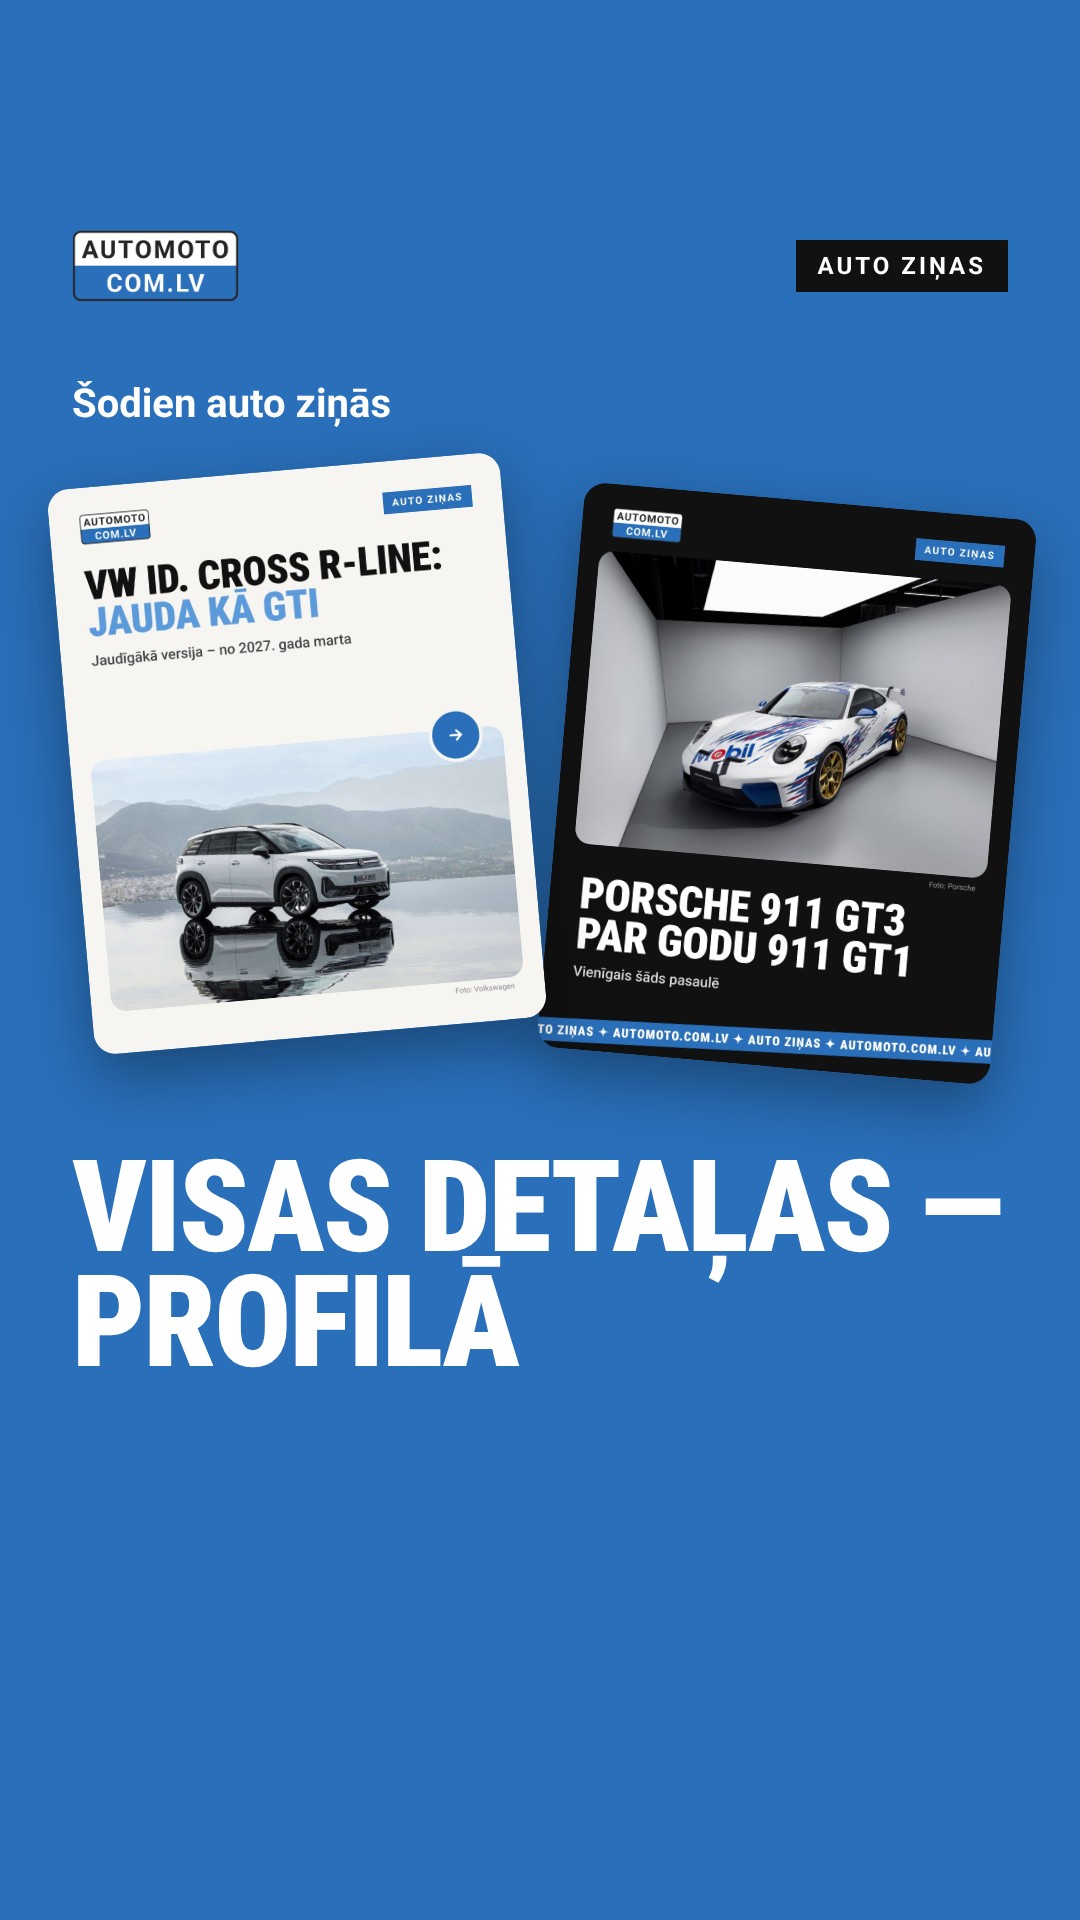 AUTOMOTO
COM.LV
AUTO ZIŅAS
Šodien auto ziņās
AUTOMOTO
COM.LV
AUTO ZIŅAS
VW ID. CROSS R-LINE:
JAUDA KĀ GTI
Jaudīgākā versija – no 2027. gada marta
Foto: Volkswagen
AUTOMOTO
COM.LV
AUTO ZIŅAS
Mobil
Foto: Porsche
PORSCHE 911 GT3
PAR GODU 911 GT1
Vienīgais šāds pasaulē
TO ZIŅAS ✦ AUTOMOTO.COM.LV ✦ AUTO ZIŅAS ✦ AUTOMOTO.COM.LV ✦ AU
VISAS DETAĻAS —
PROFILĀ